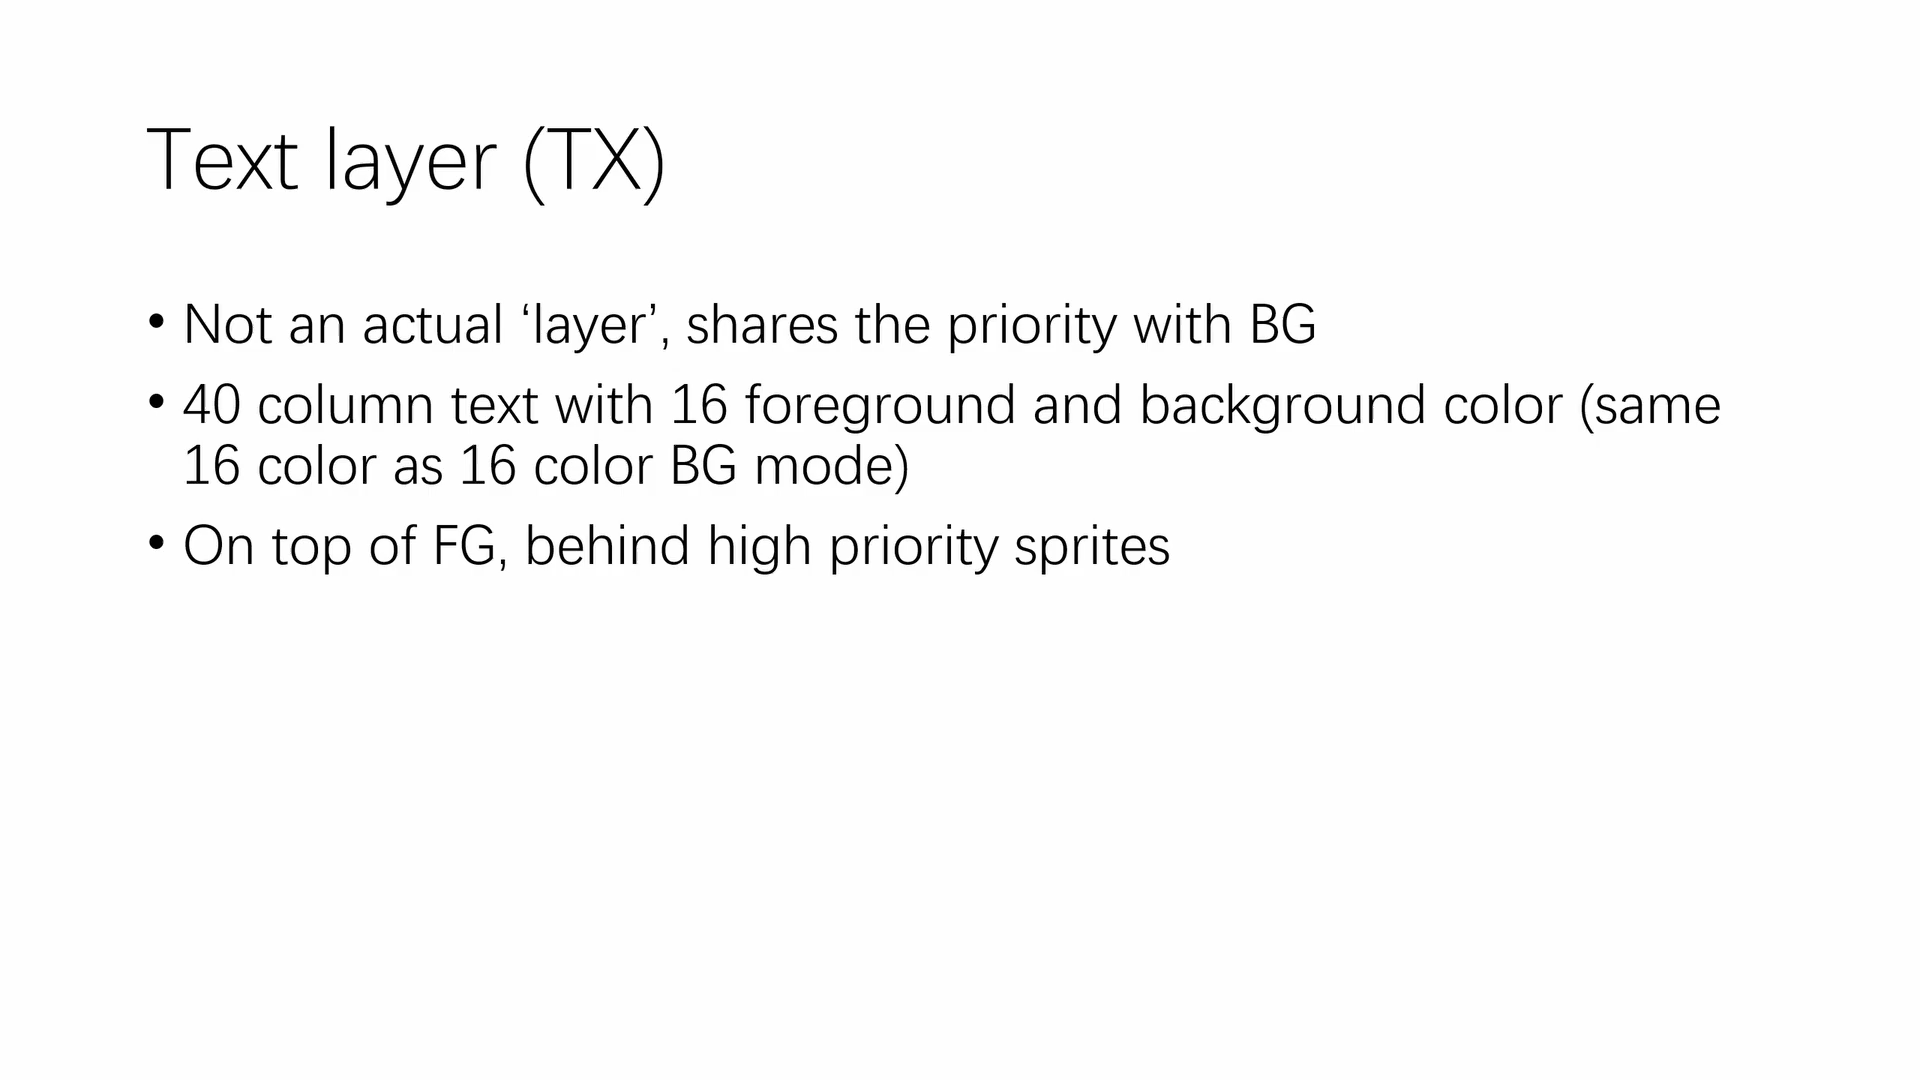 Text layer (TX)
• Not an actual ‘layer’, shares the priority with BG
• 40 column text with 16 foreground and background color (same
16 color as 16 color BG mode)
• On top of FG, behind high priority sprites